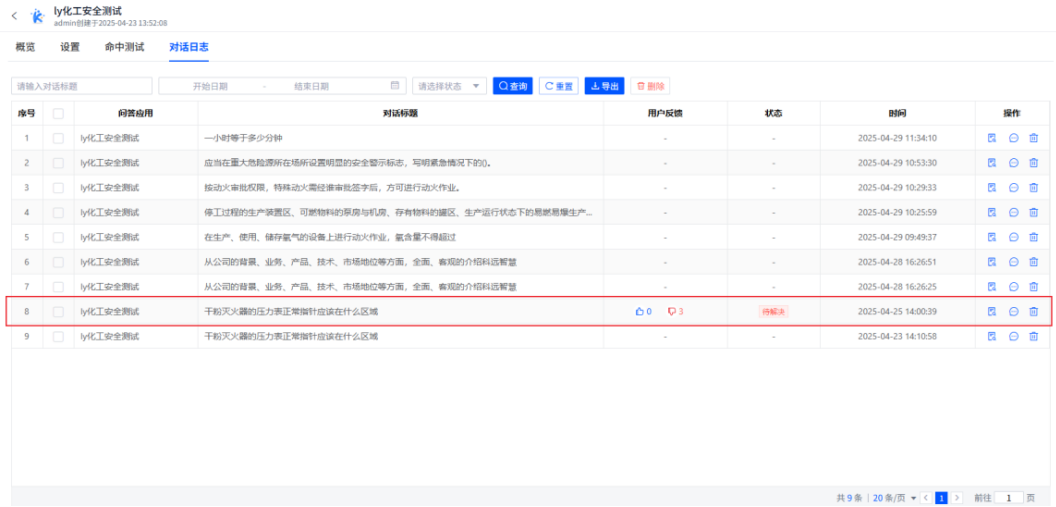 ly化工安全测试
admin创建于2025-04-23 13:52:08
概览 设置 命中测试 对话日志
请输入对话标题 开始日期 - 结束日期 请选择状态 查询 重置 导出 删除
序号 问答应用 对话标题 用户反馈 状态 时间 操作
1 ly化工安全测试 一小时等于多少分钟 - - 2025-04-29 11:34:10
2 ly化工安全测试 应当在重大危险源所在场所设置明显的安全警示标志，写明紧急情况下的()。 - - 2025-04-29 10:53:30
3 ly化工安全测试 按动火审批权限，特殊动火需经谁审批签字后，方可进行动火作业。 - - 2025-04-29 10:29:33
4 ly化工安全测试 停工过程的生产装置区、可燃物料的泵房与机房、存有物料的罐区、生产运行状态下的易燃易爆生产... - - 2025-04-29 10:25:59
5 ly化工安全测试 在生产、使用、储存氧气的设备上进行动火作业，氧含量不得超过 - - 2025-04-29 09:49:37
6 ly化工安全测试 从公司的背景、业务、产品、技术、市场地位等方面，全面、客观的介绍科远智慧 - - 2025-04-28 16:26:51
7 ly化工安全测试 从公司的背景、业务、产品、技术、市场地位等方面，全面、客观的介绍科远智慧 - - 2025-04-28 16:26:25
8 ly化工安全测试 干粉灭火器的压力表正常指针应该在什么区域 0 3 待解决 2025-04-25 14:00:39
9 ly化工安全测试 干粉灭火器的压力表正常指针应该在什么区域 - - 2025-04-23 14:10:58
共 9 条 | 20 条/页 < 1 > 前往 1 页